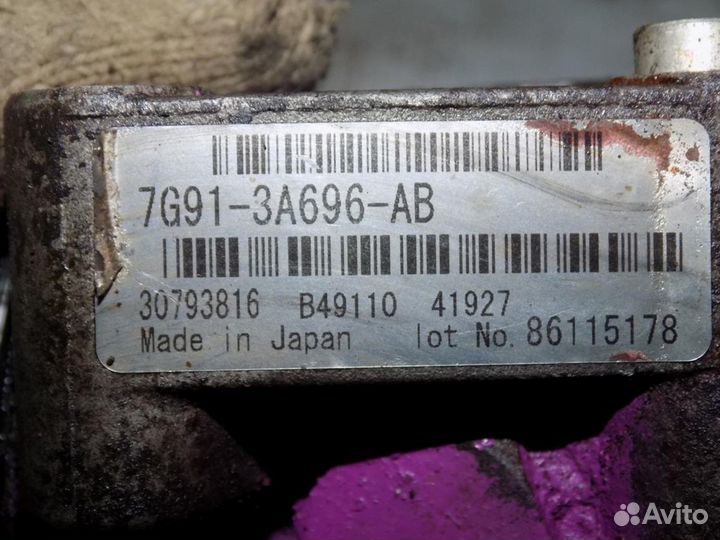 7G91-3A696-AB
30793816 B49110 41927
Made in Japan lot No. 86115178
Avito